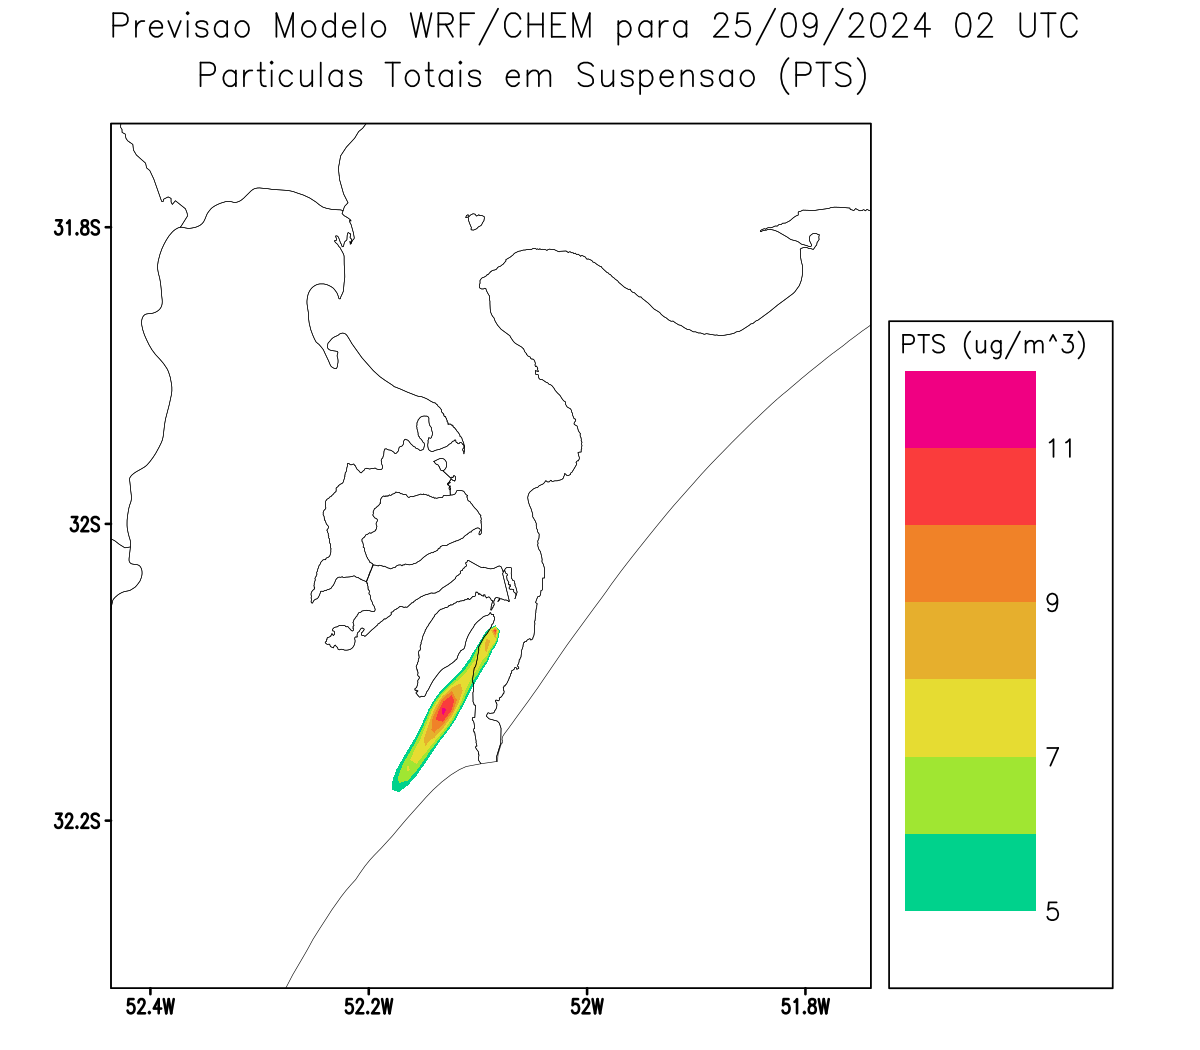 Previsao Modelo WRF/CHEM para 25/09/2024 02 UTC
Particulas Totais em Suspensao (PTS)
31.8S
32S
32.2S
52.4W
52.2W
52W
51.8W
PTS (ug/m^3)
11
9
7
5